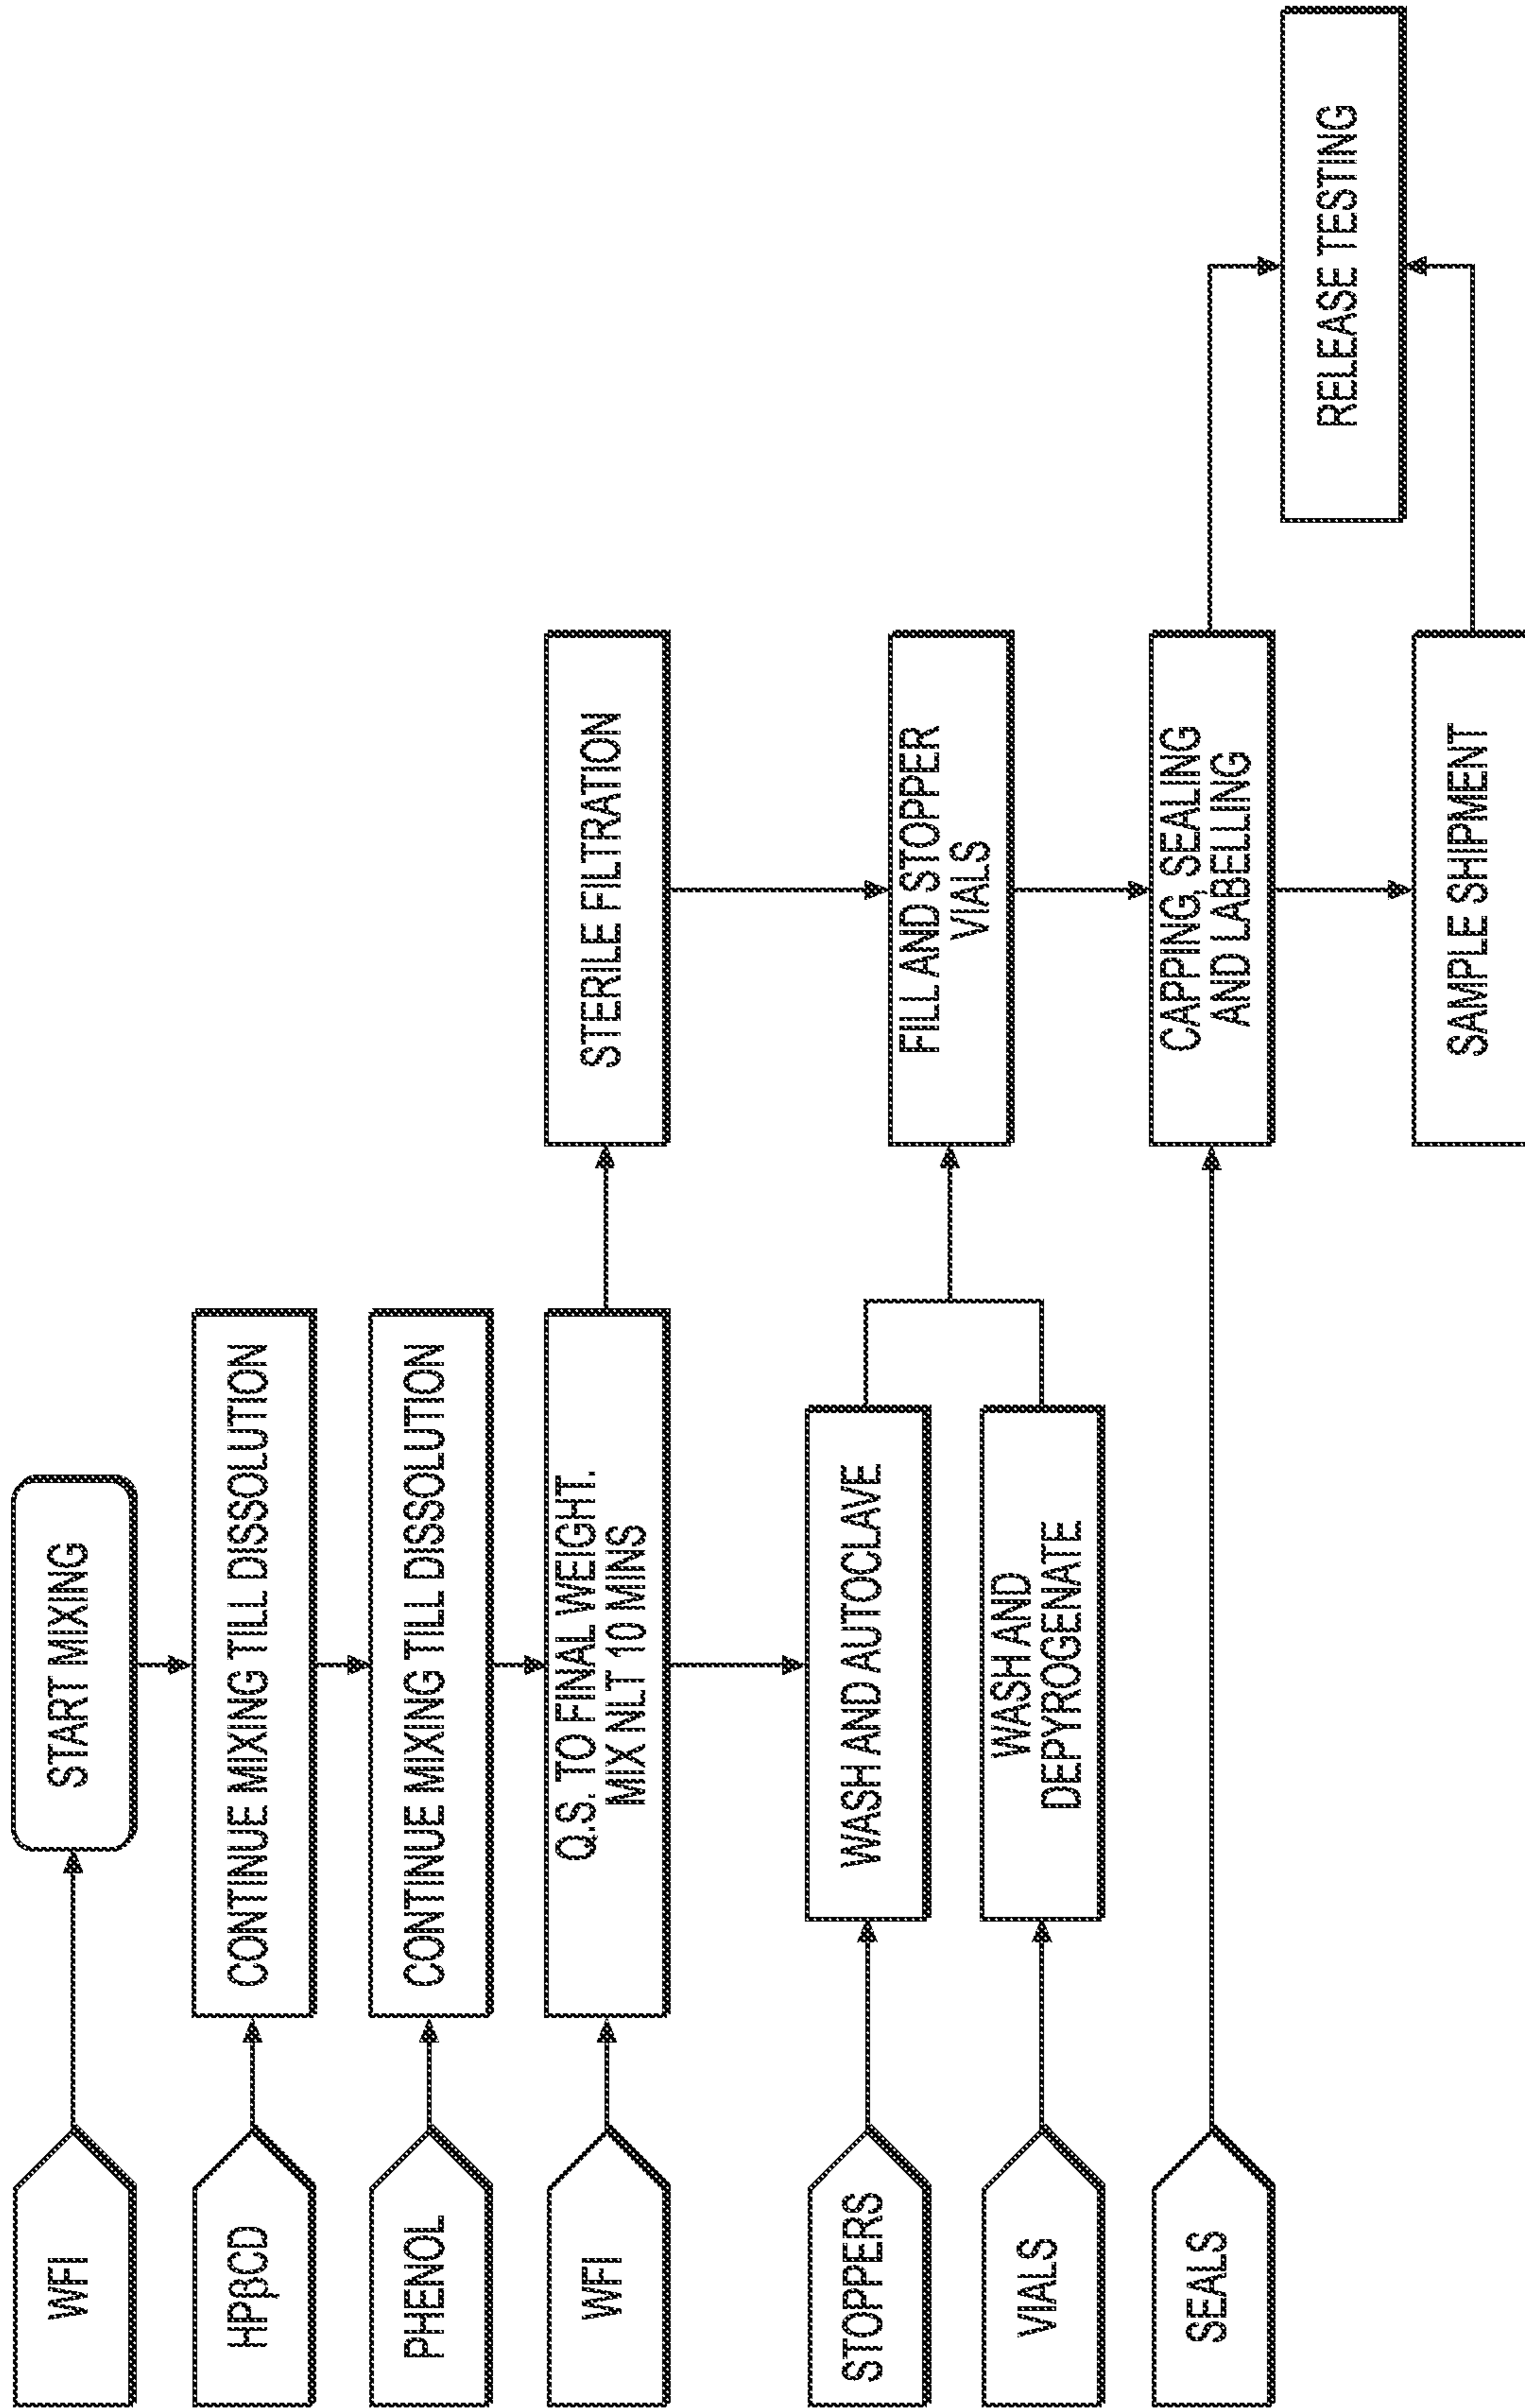 WFI
START MIXING
HPβCD
CONTINUE MIXING TILL DISSOLUTION
PHENOL
CONTINUE MIXING TILL DISSOLUTION
WFI
Q.S. TO FINAL WEIGHT.
MIX NLT 10 MINS
STERILE FILTRATION
STOPPERS
WASH AND AUTOCLAVE
VIALS
WASH AND
DEPYROGENATE
FILL AND STOPPER
VIALS
SEALS
CAPPING, SEALING
AND LABELLING
SAMPLE SHIPMENT
RELEASE TESTING